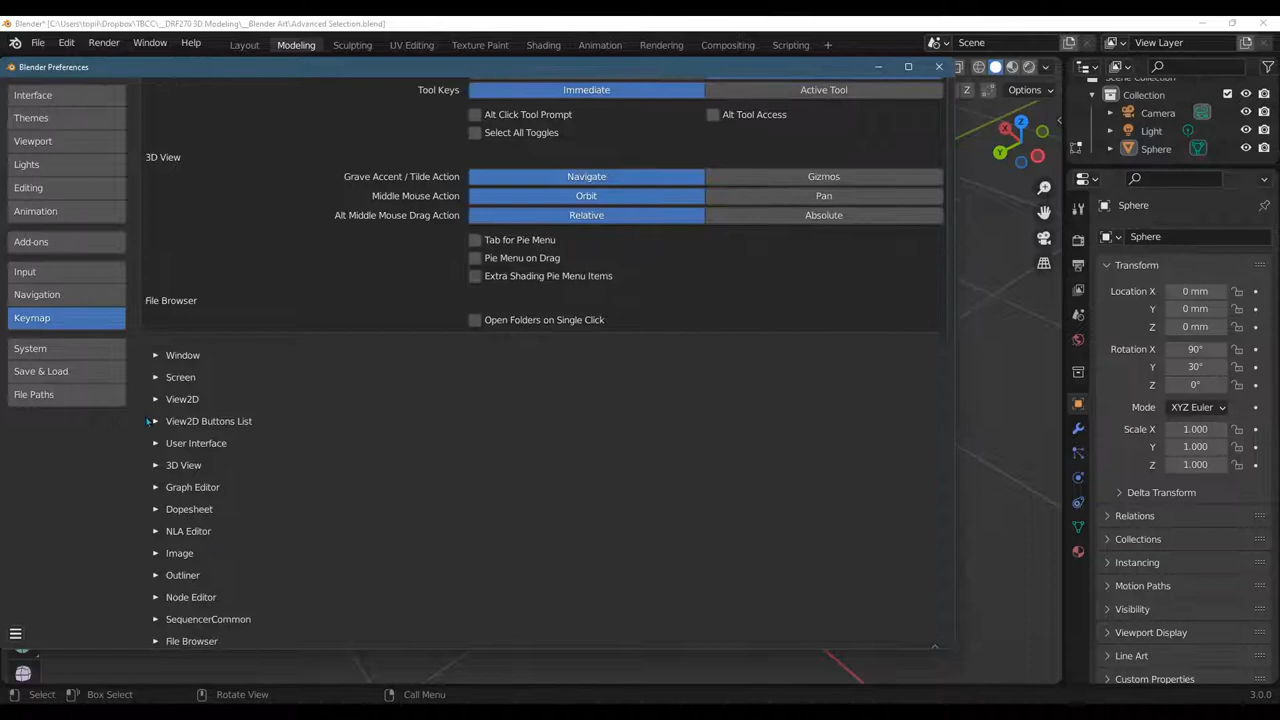 Blender* [C:\Users\topil\Dropbox\TBCC\__DRF270 3D Modeling\__Blender Art\Advanced Selection.blend]
File Edit Render Window Help Layout Modeling Sculpting UV Editing Texture Paint Shading Animation Rendering Compositing Scripting + Scene View Layer
Blender Preferences
Z Options
Scene Collection
Collection
Camera
Light
Sphere
Interface
Themes
Viewport
Lights
Editing
Animation
Add-ons
Input
Navigation
Keymap
System
Save & Load
File Paths
Tool Keys Immediate Active Tool
Alt Click Tool Prompt Alt Tool Access
Select All Toggles
3D View
Grave Accent / Tilde Action Navigate Gizmos
Middle Mouse Action Orbit Pan
Alt Middle Mouse Drag Action Relative Absolute
Tab for Pie Menu
Pie Menu on Drag
Extra Shading Pie Menu Items
File Browser
Open Folders on Single Click
Window
Screen
View2D
View2D Buttons List
User Interface
3D View
Graph Editor
Dopesheet
NLA Editor
Image
Outliner
Node Editor
SequencerCommon
File Browser
X
Y
Z
Sphere
Sphere
Transform
Location X 0 mm
Y 0 mm
Z 0 mm
Rotation X 90°
Y 30°
Z 0°
Mode XYZ Euler
Scale X 1.000
Y 1.000
Z 1.000
Delta Transform
Relations
Collections
Instancing
Motion Paths
Visibility
Viewport Display
Line Art
Custom Properties
Select Box Select Rotate View Call Menu 3.0.0